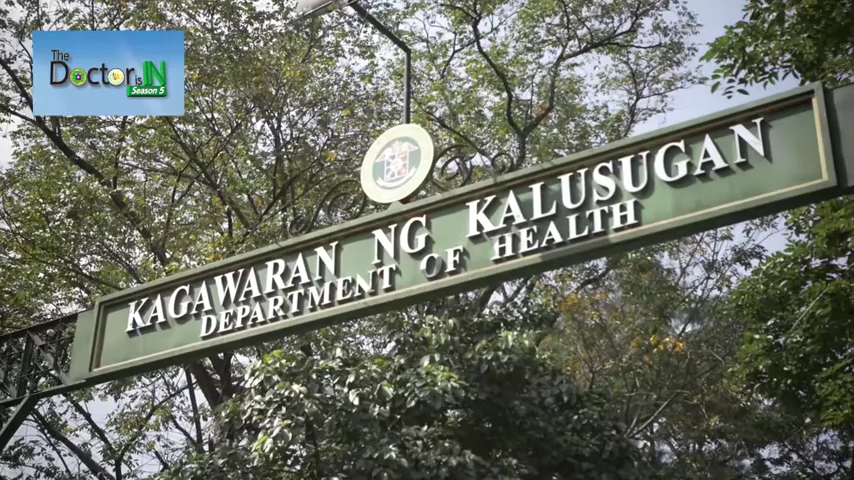 The
Doctor is IN
Season 5
KAGAWARAN NG KALUSUGAN
DEPARTMENT OF HEALTH